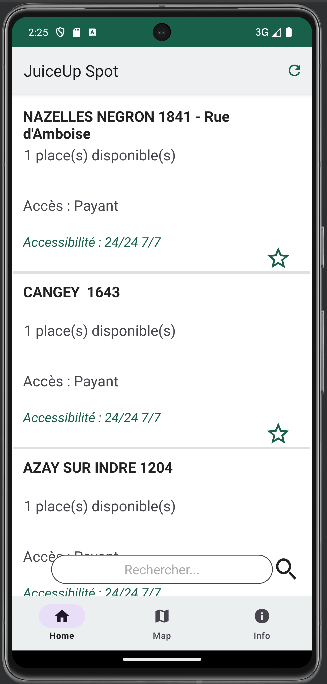 2:25
3G
JuiceUp Spot
NAZELLES NEGRON 1841 - Rue
d'Amboise
1 place(s) disponible(s)
Accès : Payant
Accessibilité : 24/24 7/7
CANGEY 1643
1 place(s) disponible(s)
Accès : Payant
Accessibilité : 24/24 7/7
AZAY SUR INDRE 1204
1 place(s) disponible(s)
Accès : Payant
Rechercher...
Accessibilité : 24/24 7/7
Home
Map
Info